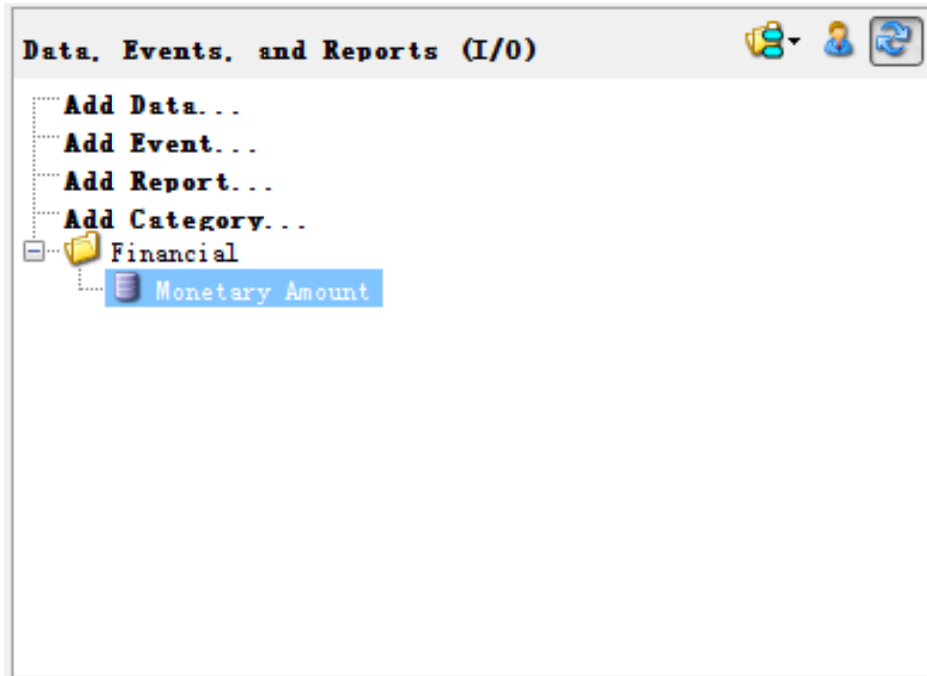 Data, Events, and Reports (I/O)
Add Data...
Add Event...
Add Report...
Add Category...
Financial
Monetary Amount